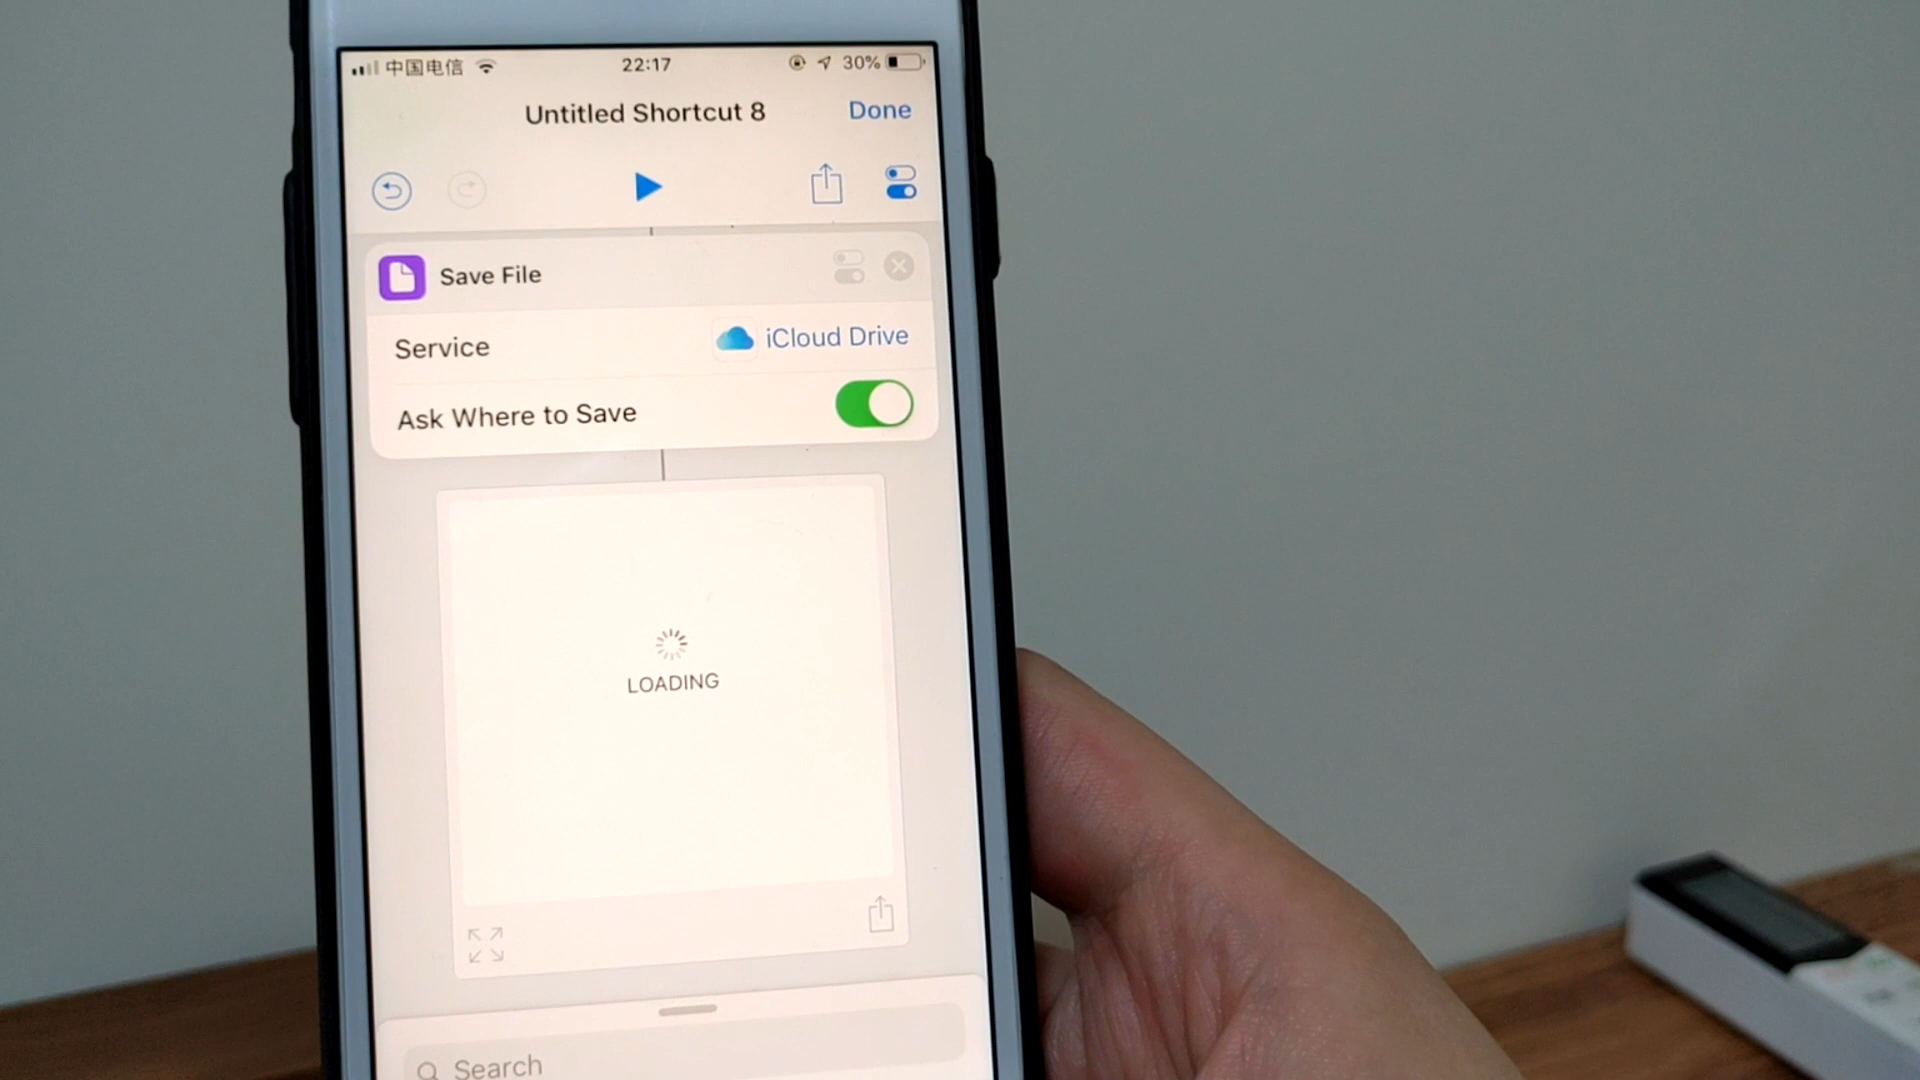 中国电信 22:17 30%
Untitled Shortcut 8 Done
Save File
Service iCloud Drive
Ask Where to Save
LOADING
Search